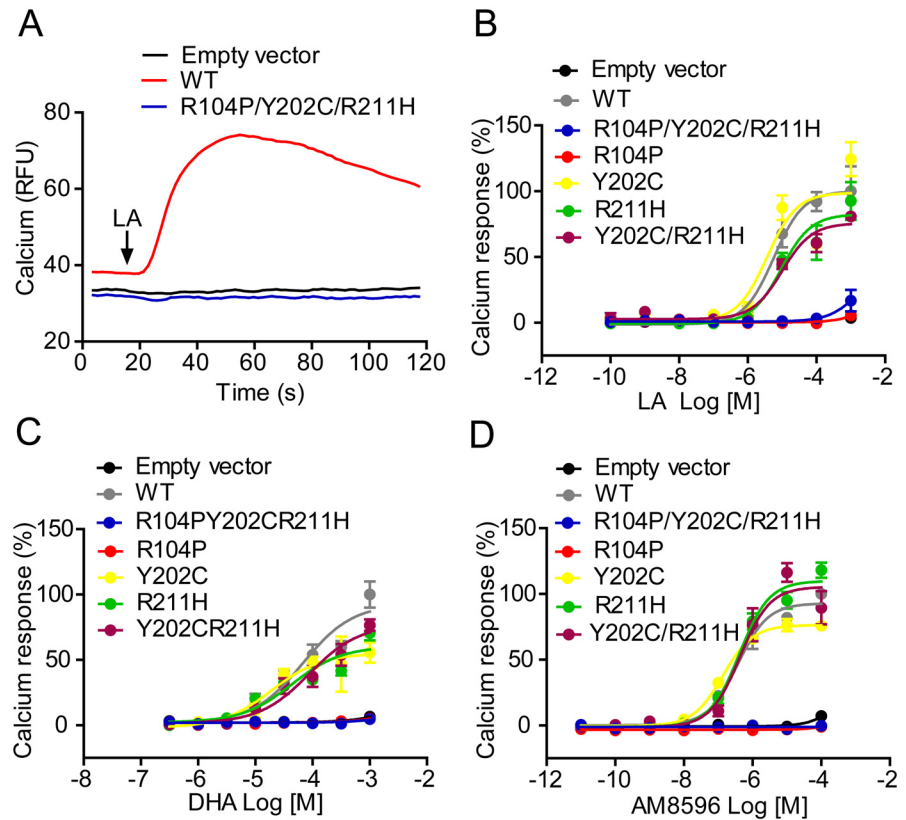 A
Empty vector
WT
R104P/Y202C/R211H
Calcium (RFU)
80
60
40
20
LA
0 20 40 60 80 100 120
Time (s)
B
Empty vector
WT
R104P/Y202C/R211H
R104P
Y202C
R211H
Y202C/R211H
Calcium response (%)
150
100
50
0
-12 -10 -8 -6 -4 -2
LA Log [M]
C
Empty vector
WT
R104PY202CR211H
R104P
Y202C
R211H
Y202CR211H
Calcium response (%)
150
100
50
0
-8 -7 -6 -5 -4 -3 -2
DHA Log [M]
D
Empty vector
WT
R104P/Y202C/R211H
R104P
Y202C
R211H
Y202C/R211H
Calcium response (%)
150
100
50
0
-12 -10 -8 -6 -4 -2
AM8596 Log [M]